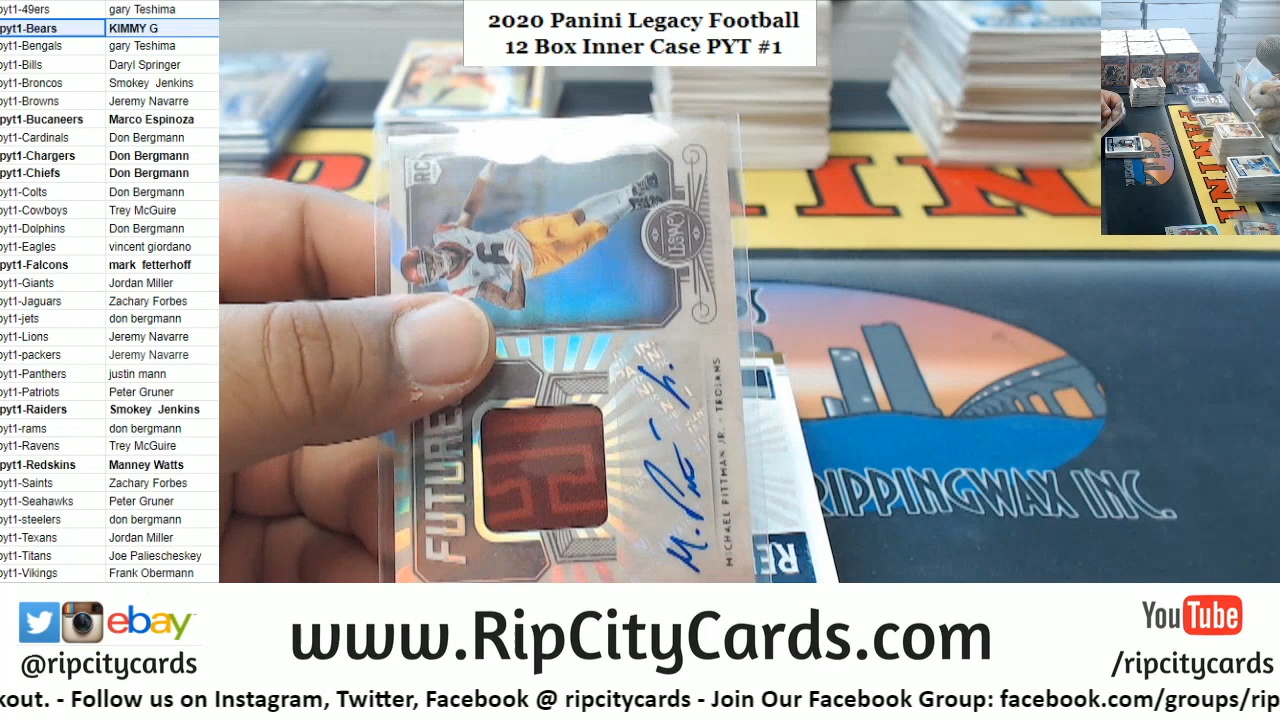 pyt1-49ers gary Teshima
pyt1-Bears KIMMY G
pyt1-Bengals gary Teshima
pyt1-Bills Daryl Springer
pyt1-Broncos Smokey Jenkins
pyt1-Browns Jeremy Navarre
pyt1-Bucaneers Marco Espinoza
pyt1-Cardinals Don Bergmann
pyt1-Chargers Don Bergmann
pyt1-Chiefs Don Bergmann
pyt1-Colts Don Bergmann
pyt1-Cowboys Trey McGuire
pyt1-Dolphins Don Bergmann
pyt1-Eagles vincent giordano
pyt1-Falcons mark fetterhoff
pyt1-Giants Jordan Miller
pyt1-Jaguars Zachary Forbes
pyt1-jets don bergmann
pyt1-Lions Jeremy Navarre
pyt1-packers Jeremy Navarre
pyt1-Panthers justin mann
pyt1-Patriots Peter Gruner
pyt1-Raiders Smokey Jenkins
pyt1-rams don bergmann
pyt1-Ravens Trey McGuire
pyt1-Redskins Manney Watts
pyt1-Saints Zachary Forbes
pyt1-Seahawks Peter Gruner
pyt1-steelers don bergmann
pyt1-Texans Jordan Miller
pyt1-Titans Joe Paliescheskey
pyt1-Vikings Frank Obermann
2020 Panini Legacy Football
12 Box Inner Case PYT #1
RC
6
LEGACY
FUTURE
MICHAEL PITTMAN JR. - TROJANS
RE
RIPPINGWAX INC.
PANINI
ebay
@ripcitycards
www.RipCityCards.com
YouTube
/ripcitycards
kout. - Follow us on Instagram, Twitter, Facebook @ ripcitycards - Join Our Facebook Group: facebook.com/groups/rip